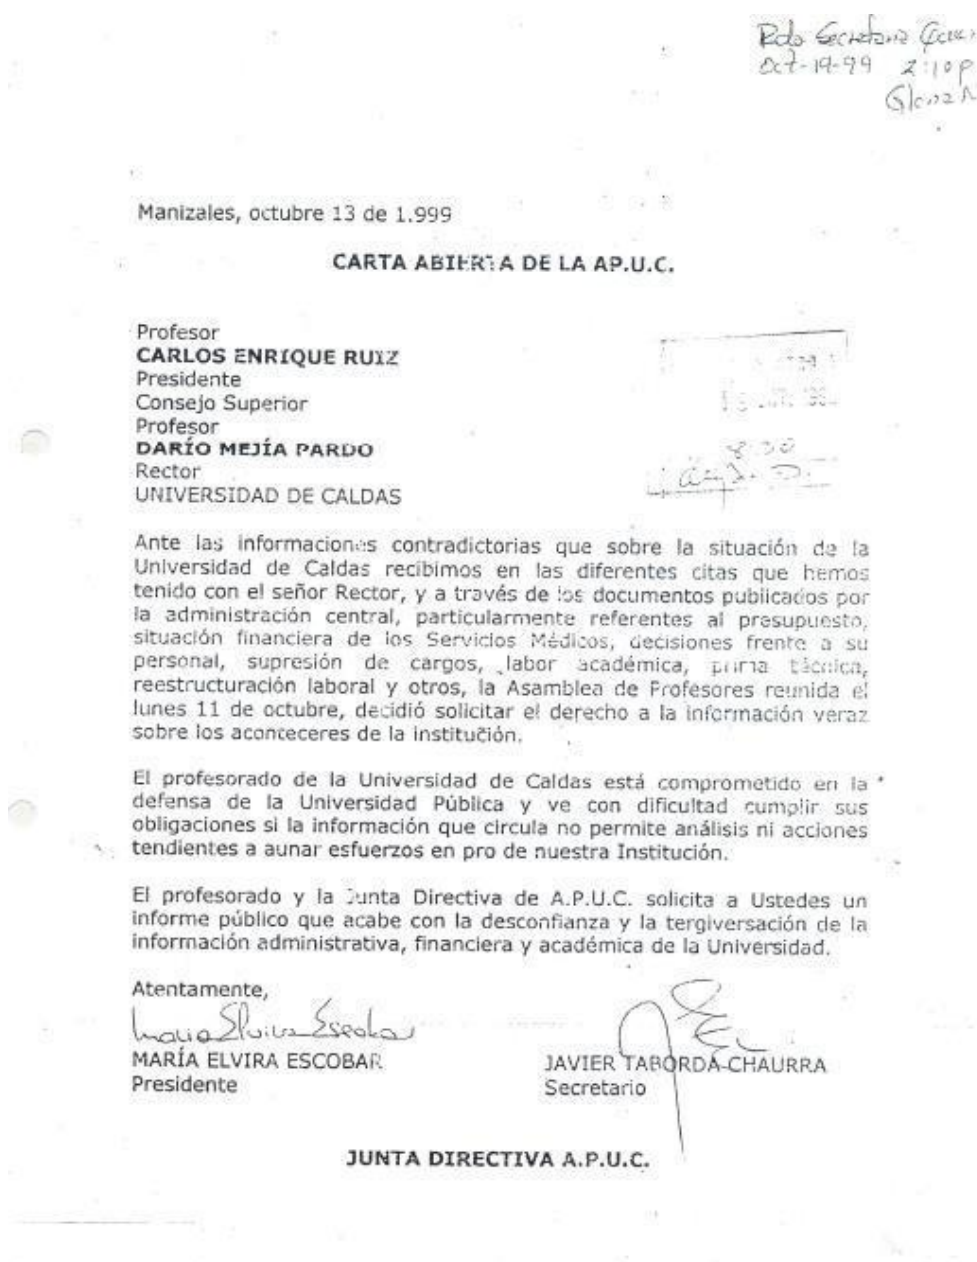 Oct-19-99 2:10 p
Manizales, octubre 13 de 1.999
CARTA ABIERTA DE LA AP.U.C.
Profesor
CARLOS ENRIQUE RUIZ
Presidente
Consejo Superior
Profesor
DARÍO MEJÍA PARDO
Rector
UNIVERSIDAD DE CALDAS
8:30
Ante las informaciones contradictorias que sobre la situación de la
Universidad de Caldas recibimos en las diferentes citas que hemos
tenido con el señor Rector, y a través de los documentos publicados por
la administración central, particularmente referentes al presupuesto,
situación financiera de los Servicios Médicos, decisiones frente a su
personal, supresión de cargos, labor académica, prima técnica,
reestructuración laboral y otros, la Asamblea de Profesores reunida el
lunes 11 de octubre, decidió solicitar el derecho a la información veraz
sobre los aconteceres de la institución.
El profesorado de la Universidad de Caldas está comprometido en la
defensa de la Universidad Pública y ve con dificultad cumplir sus
obligaciones si la información que circula no permite análisis ni acciones
tendientes a aunar esfuerzos en pro de nuestra Institución.
El profesorado y la Junta Directiva de A.P.U.C. solicita a Ustedes un
informe público que acabe con la desconfianza y la tergiversación de la
información administrativa, financiera y académica de la Universidad.
Atentamente,
Maria Elvira Escobar
MARÍA ELVIRA ESCOBAR
Presidente
JAVIER TABORDA CHAURRA
Secretario
JUNTA DIRECTIVA A.P.U.C.